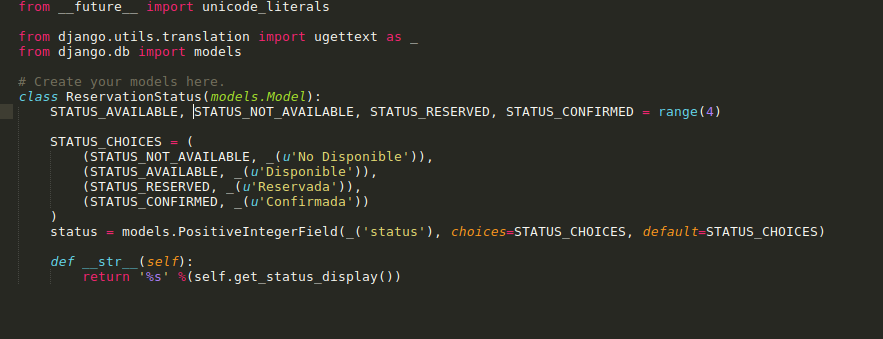 from __future__ import unicode_literals
from django.utils.translation import ugettext as _
from django.db import models
# Create your models here.
class ReservationStatus(models.Model):
    STATUS_AVAILABLE, STATUS_NOT_AVAILABLE, STATUS_RESERVED, STATUS_CONFIRMED = range(4)
    STATUS_CHOICES = (
        (STATUS_NOT_AVAILABLE, _(u'No Disponible')),
        (STATUS_AVAILABLE, _(u'Disponible')),
        (STATUS_RESERVED, _(u'Reservada')),
        (STATUS_CONFIRMED, _(u'Confirmada'))
    )
    status = models.PositiveIntegerField(_('status'), choices=STATUS_CHOICES, default=STATUS_CHOICES)
    def __str__(self):
        return '%s' %(self.get_status_display())